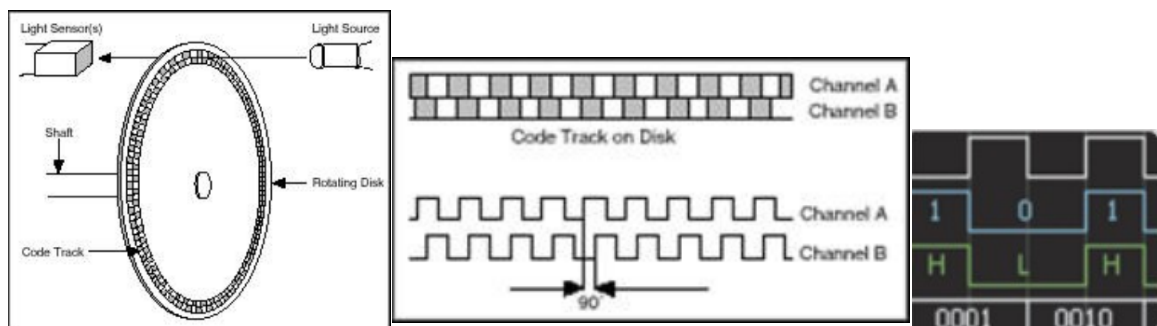 Light Sensor(s)
Light Source
Shaft
Rotating Disk
Code Track
Channel A
Channel B
Code Track on Disk
Channel A
Channel B
90°
1 0 1
H L H
0001 0010